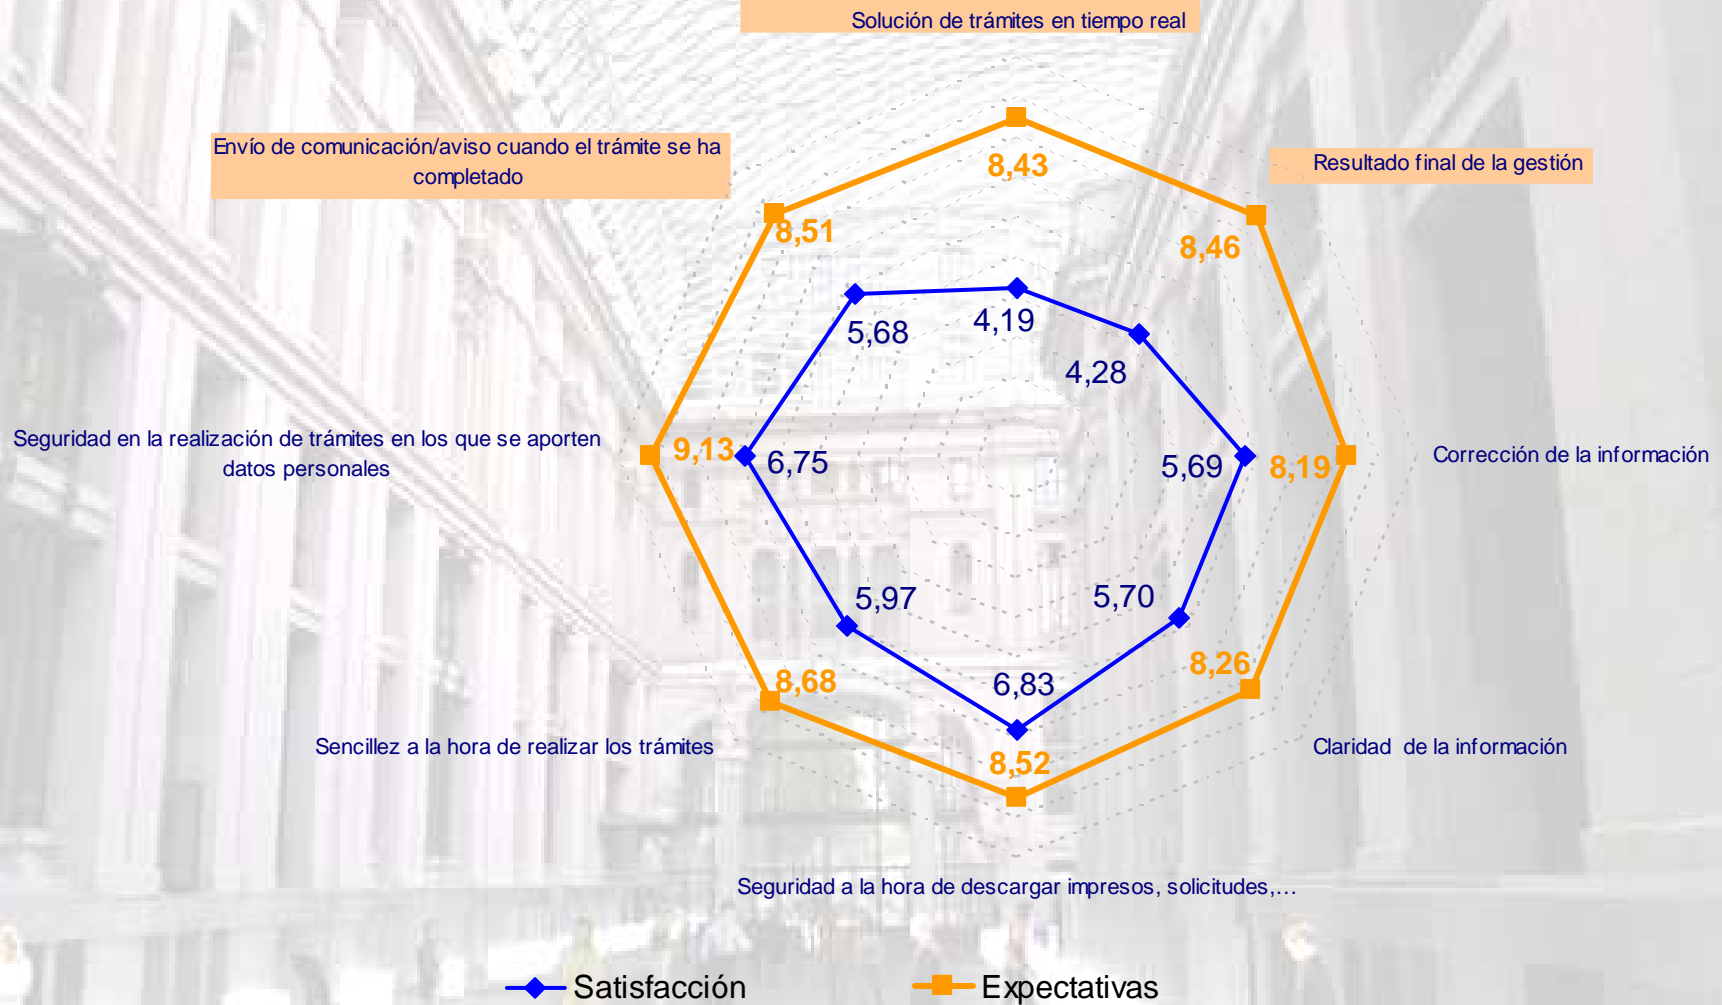 Solución de trámites en tiempo real
Envío de comunicación/aviso cuando el trámite se ha
completado
Resultado final de la gestión
8,43
8,51
8,46
5,68
4,19
4,28
Seguridad en la realización de trámites en los que se aporten
datos personales
9,13
6,75
5,69
8,19
Corrección de la información
5,97
5,70
8,68
6,83
8,26
Sencillez a la hora de realizar los trámites
8,52
Claridad de la información
Seguridad a la hora de descargar impresos, solicitudes,...
Satisfacción
Expectativas